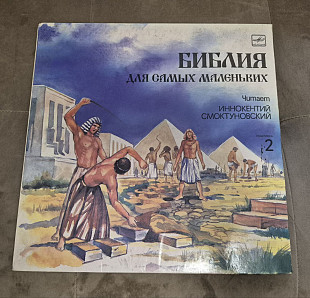 БИБЛИЯ
ДЛЯ САМЫХ МАЛЕНЬКИХ
Читает
ИННОКЕНТИЙ
СМОКТУНОВСКИЙ
2